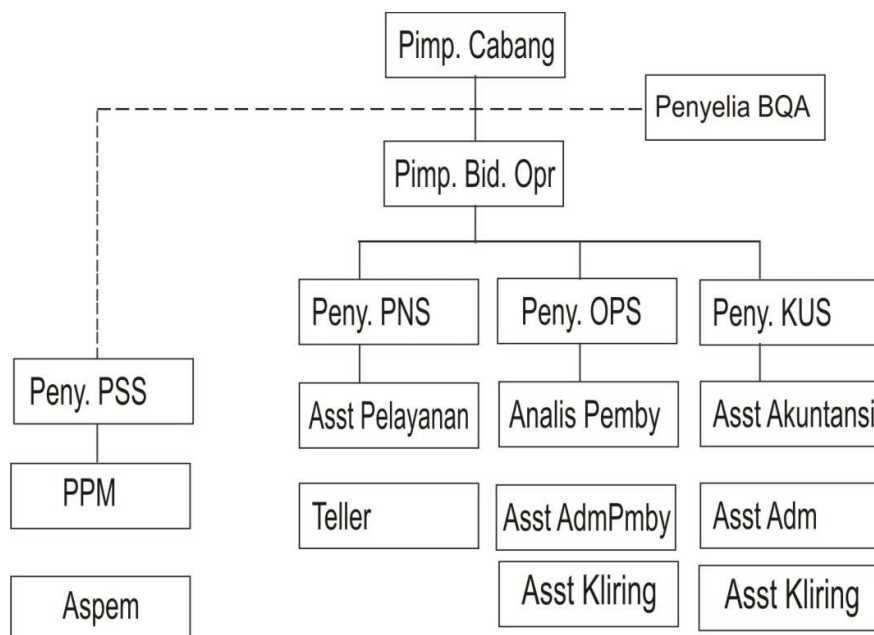 Pimp. Cabang
Penyelia BQA
Pimp. Bid. Opr
Peny. PNS
Peny. OPS
Peny. KUS
Peny. PSS
Asst Pelayanan
Analis Pemby
Asst Akuntansi
PPM
Teller
Asst AdmPmby
Asst Adm
Aspem
Asst Kliring
Asst Kliring